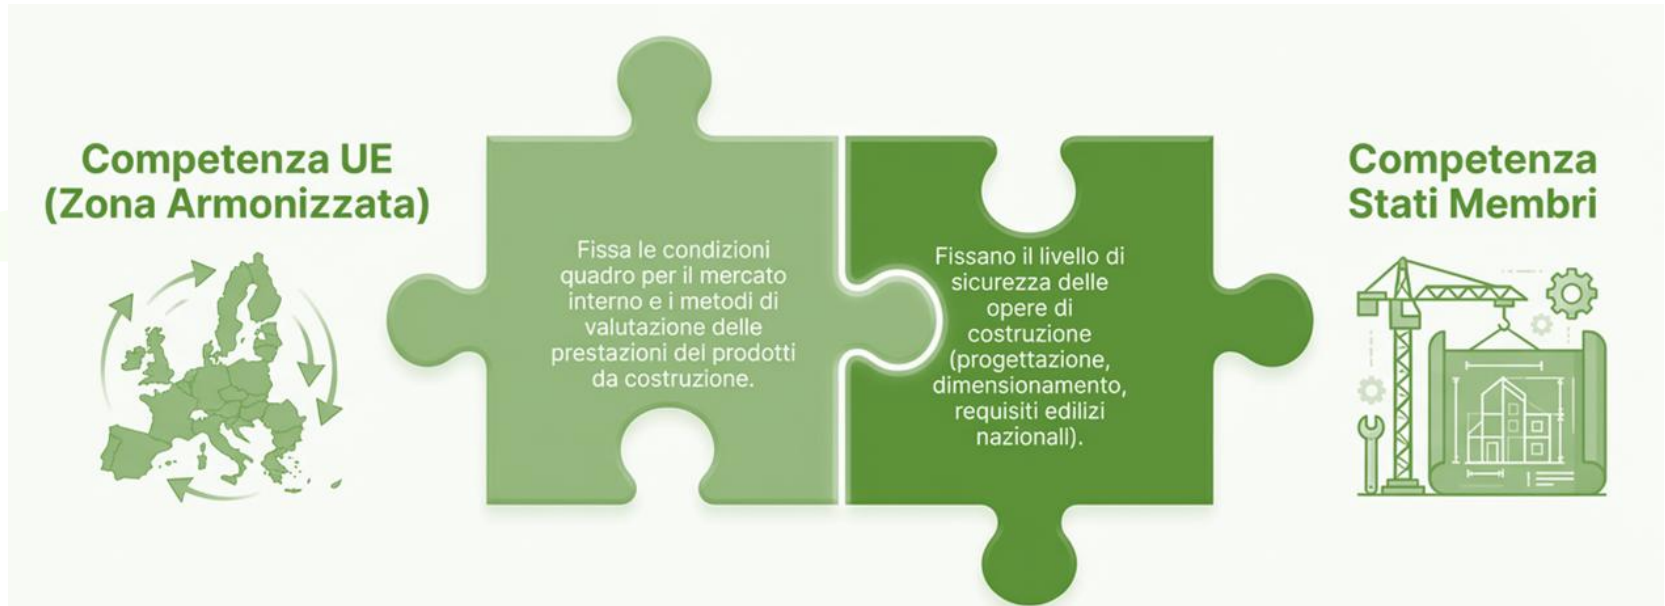 Competenza UE
(Zona Armonizzata)
Fissa le condizioni
quadro per il mercato
interno e i metodi di
valutazione delle
prestazioni del prodotti
da costruzione.
Fissano il livello di
sicurezza delle
opere di
costruzione
(progettazione,
dimensionamento,
requisiti edilizi
nazionall).
Competenza
Stati Membri